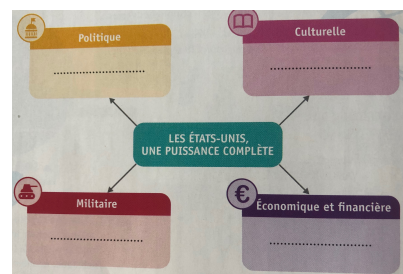 Politique
............................
Culturelle
............................
LES ÉTATS-UNIS,
UNE PUISSANCE COMPLÈTE
Militaire
............................
€
Économique et financière
............................